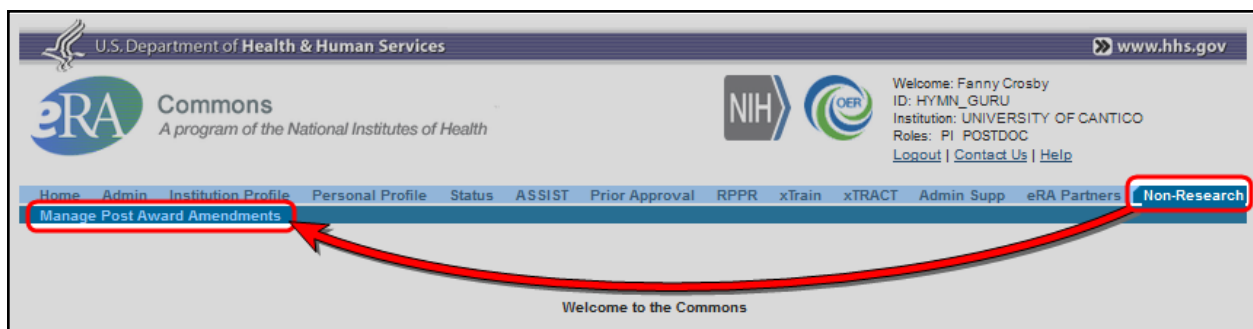 U.S. Department of Health & Human Services
www.hhs.gov
eRA
Commons
A program of the National Institutes of Health
NIH
OER
Welcome: Fanny Crosby
ID: HYMN_GURU
Institution: UNIVERSITY OF CANTICO
Roles: PI POSTDOC
Logout | Contact Us | Help
Home Admin Institution Profile Personal Profile Status ASSIST Prior Approval RPPR xTrain xTRACT Admin Supp eRA Partners Non-Research
Manage Post Award Amendments
Welcome to the Commons